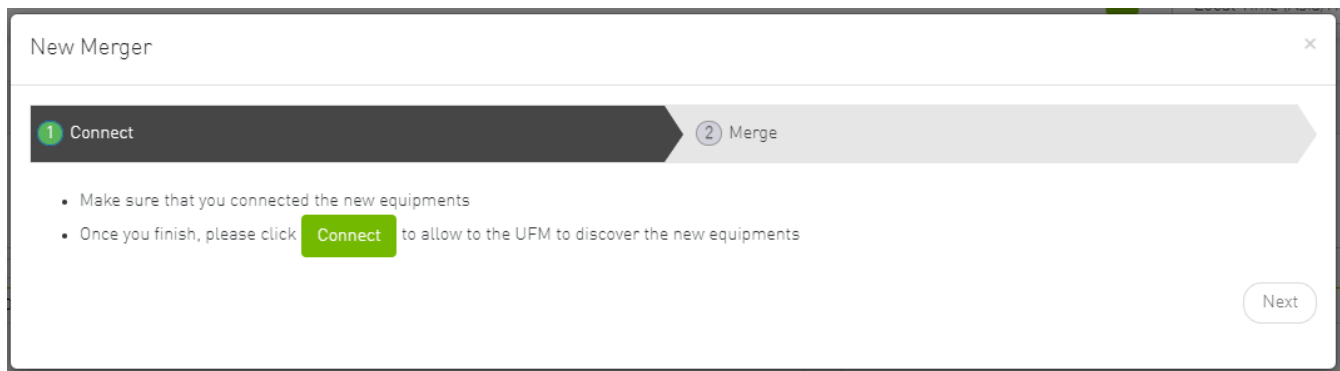 New Merger
×
1 Connect
2 Merge
• Make sure that you connected the new equipments
• Once you finish, please click Connect to allow to the UFM to discover the new equipments
Next